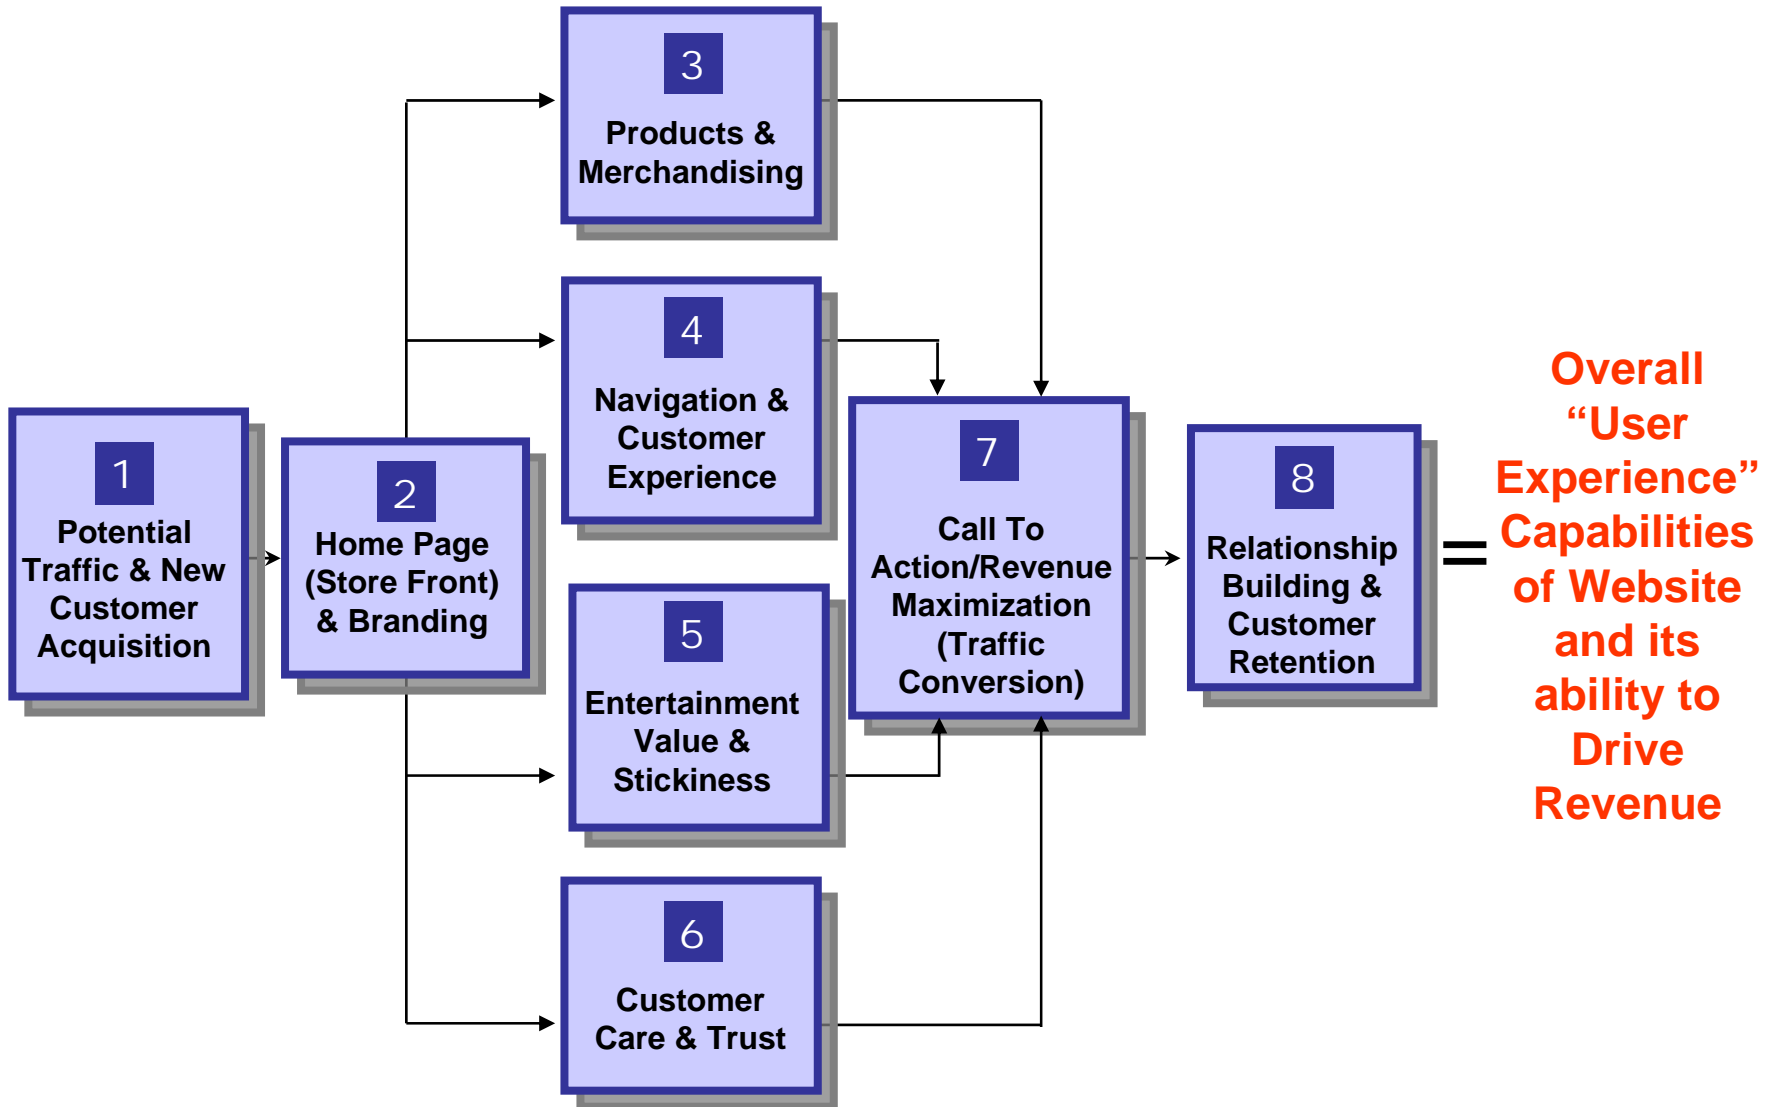 1
Potential
Traffic & New
Customer
Acquisition
2
Home Page
(Store Front)
& Branding
3
Products &
Merchandising
4
Navigation &
Customer
Experience
5
Entertainment
Value &
Stickiness
6
Customer
Care & Trust
7
Call To
Action/Revenue
Maximization
(Traffic
Conversion)
8
Relationship
Building &
Customer
Retention
=
Overall
“User
Experience”
Capabilities
of Website
and its
ability to
Drive
Revenue